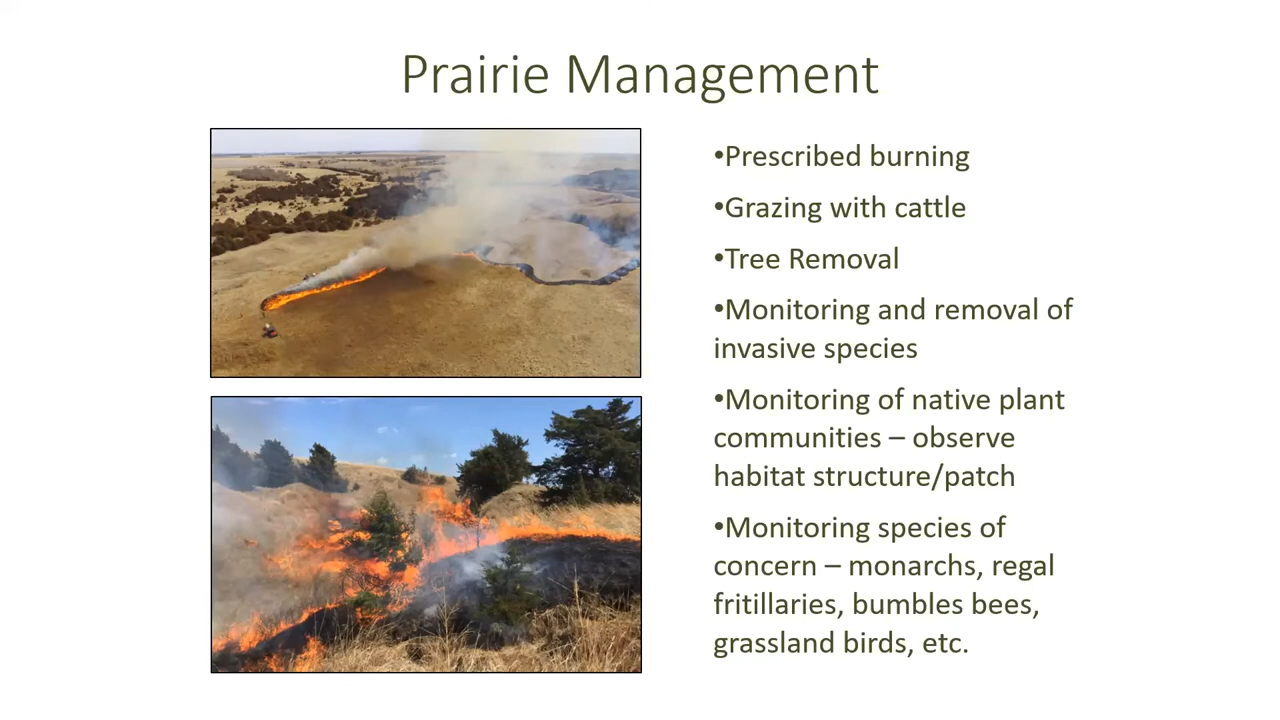 Prairie Management
•Prescribed burning
•Grazing with cattle
•Tree Removal
•Monitoring and removal of
invasive species
•Monitoring of native plant
communities – observe
habitat structure/patch
•Monitoring species of
concern – monarchs, regal
fritillaries, bumbles bees,
grassland birds, etc.